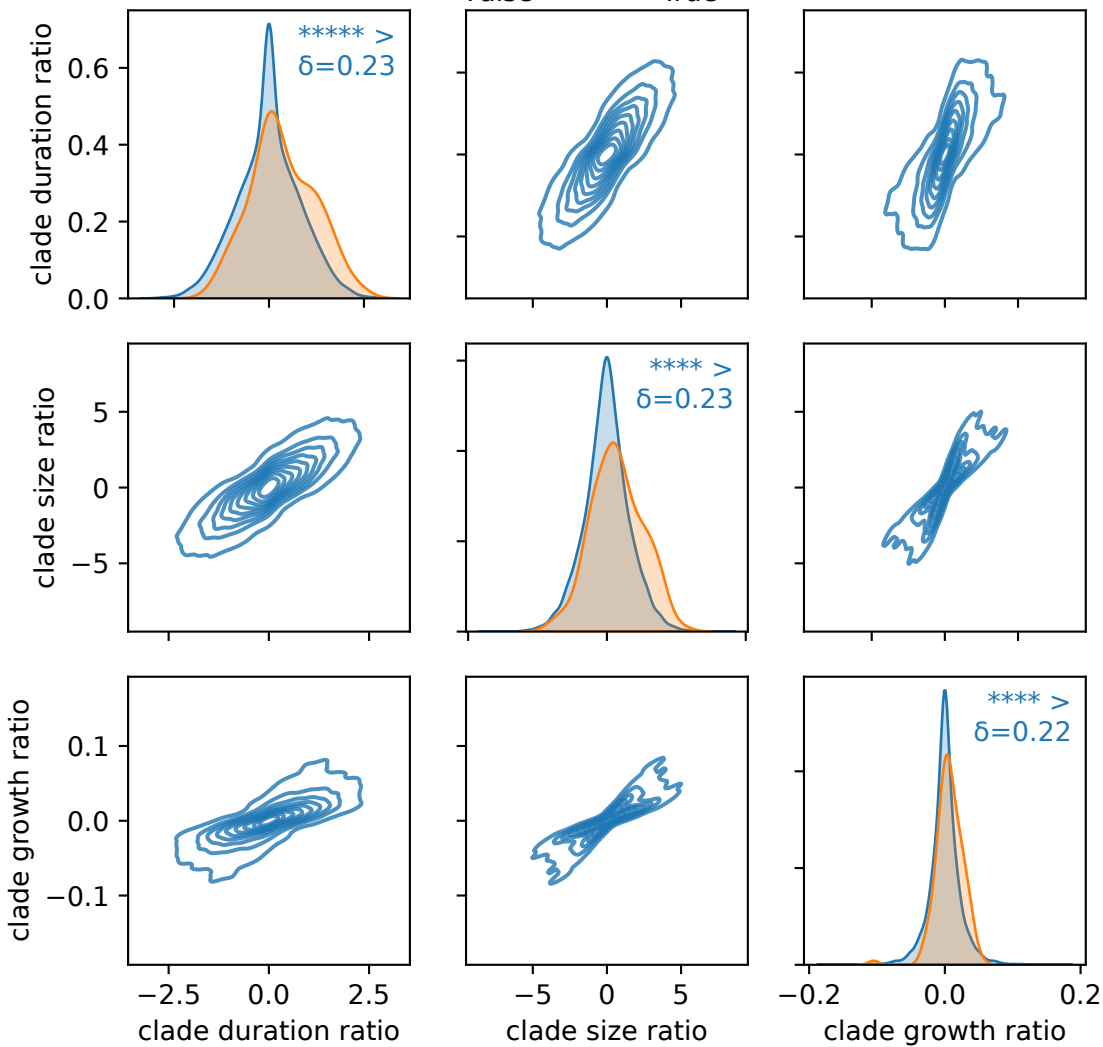 ***** >
δ=0.23
clade duration ratio
0.6
0.4
0.2
0.0
**** >
δ=0.23
clade size ratio
5
0
−5
**** >
δ=0.22
clade growth ratio
0.1
0.0
−0.1
−2.5 0.0 2.5
−5 0 5
−0.2 0.0 0.2
clade duration ratio
clade size ratio
clade growth ratio